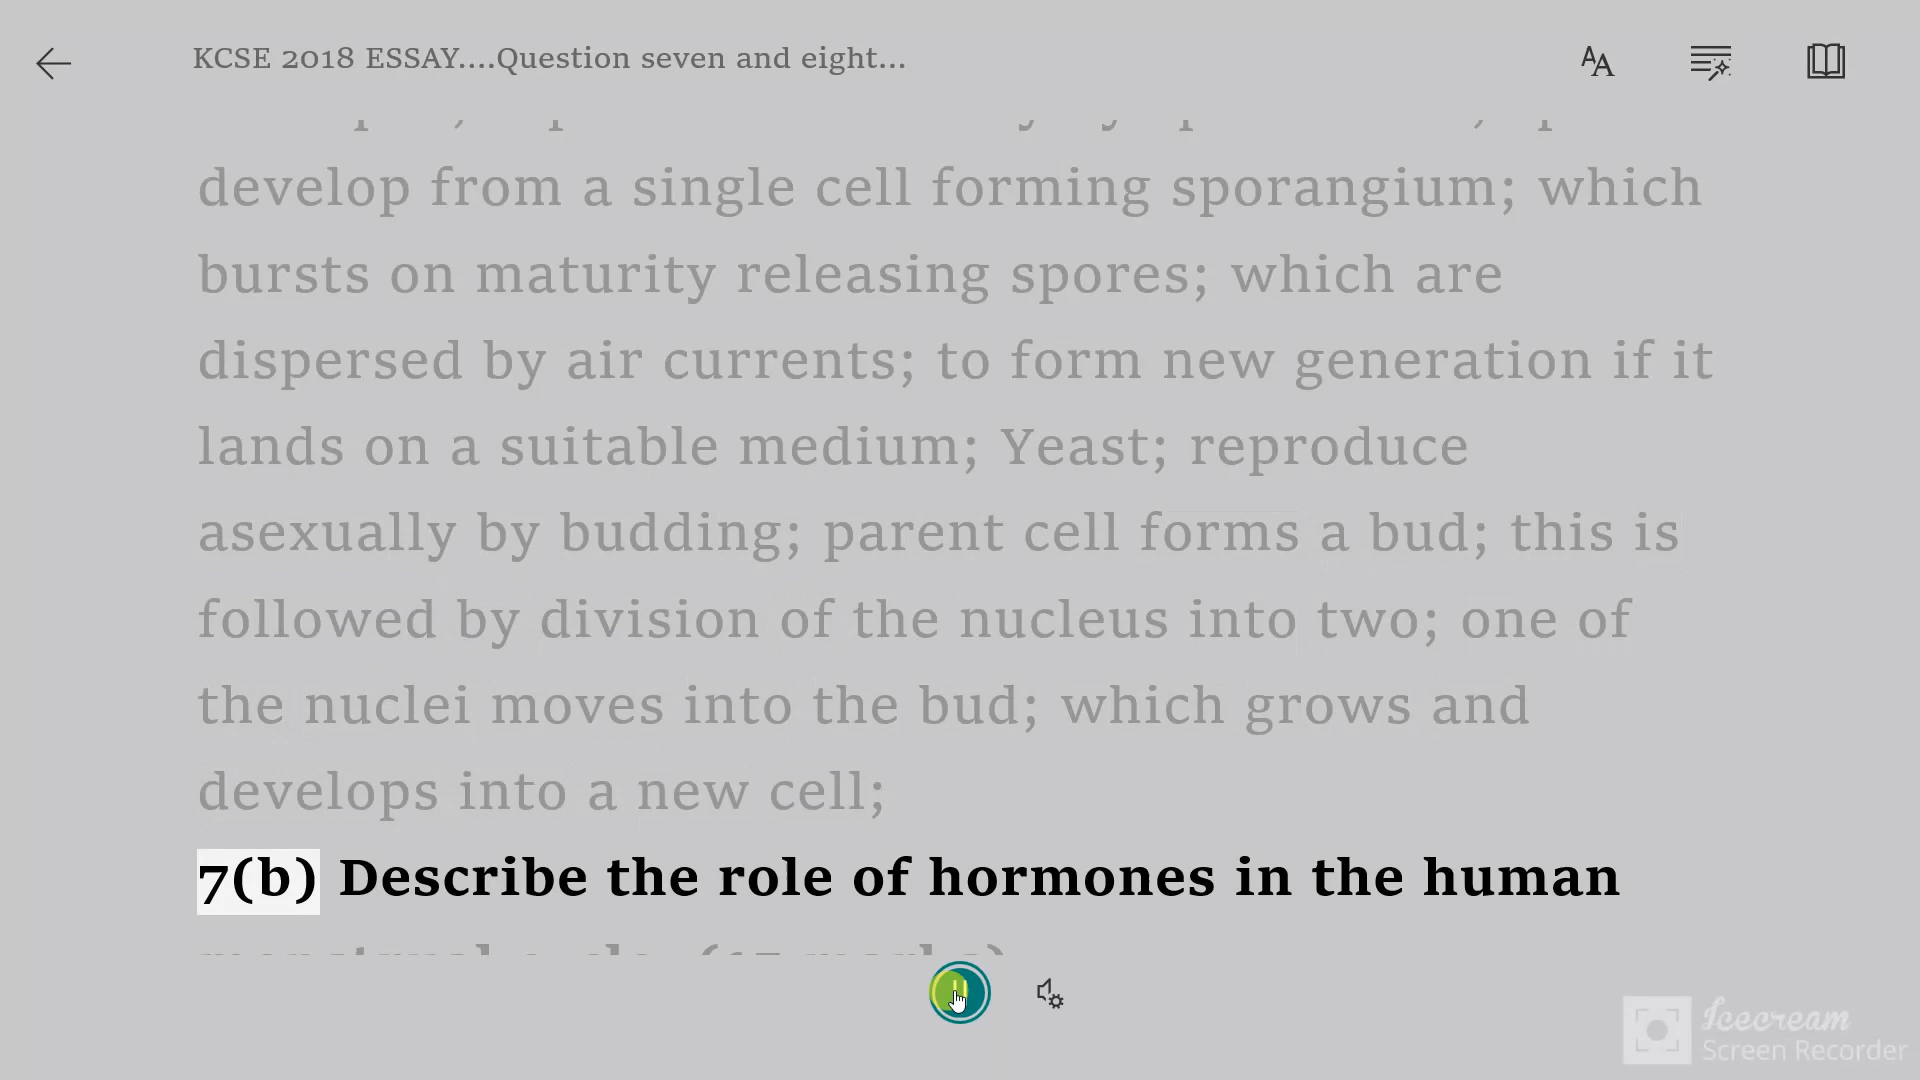 KCSE 2018 ESSAY....Question seven and eight...
develop from a single cell forming sporangium; which
bursts on maturity releasing spores; which are
dispersed by air currents; to form new generation if it
lands on a suitable medium; Yeast; reproduce
asexually by budding; parent cell forms a bud; this is
followed by division of the nucleus into two; one of
the nuclei moves into the bud; which grows and
develops into a new cell;
7(b) Describe the role of hormones in the human
Icecream
Screen Recorder